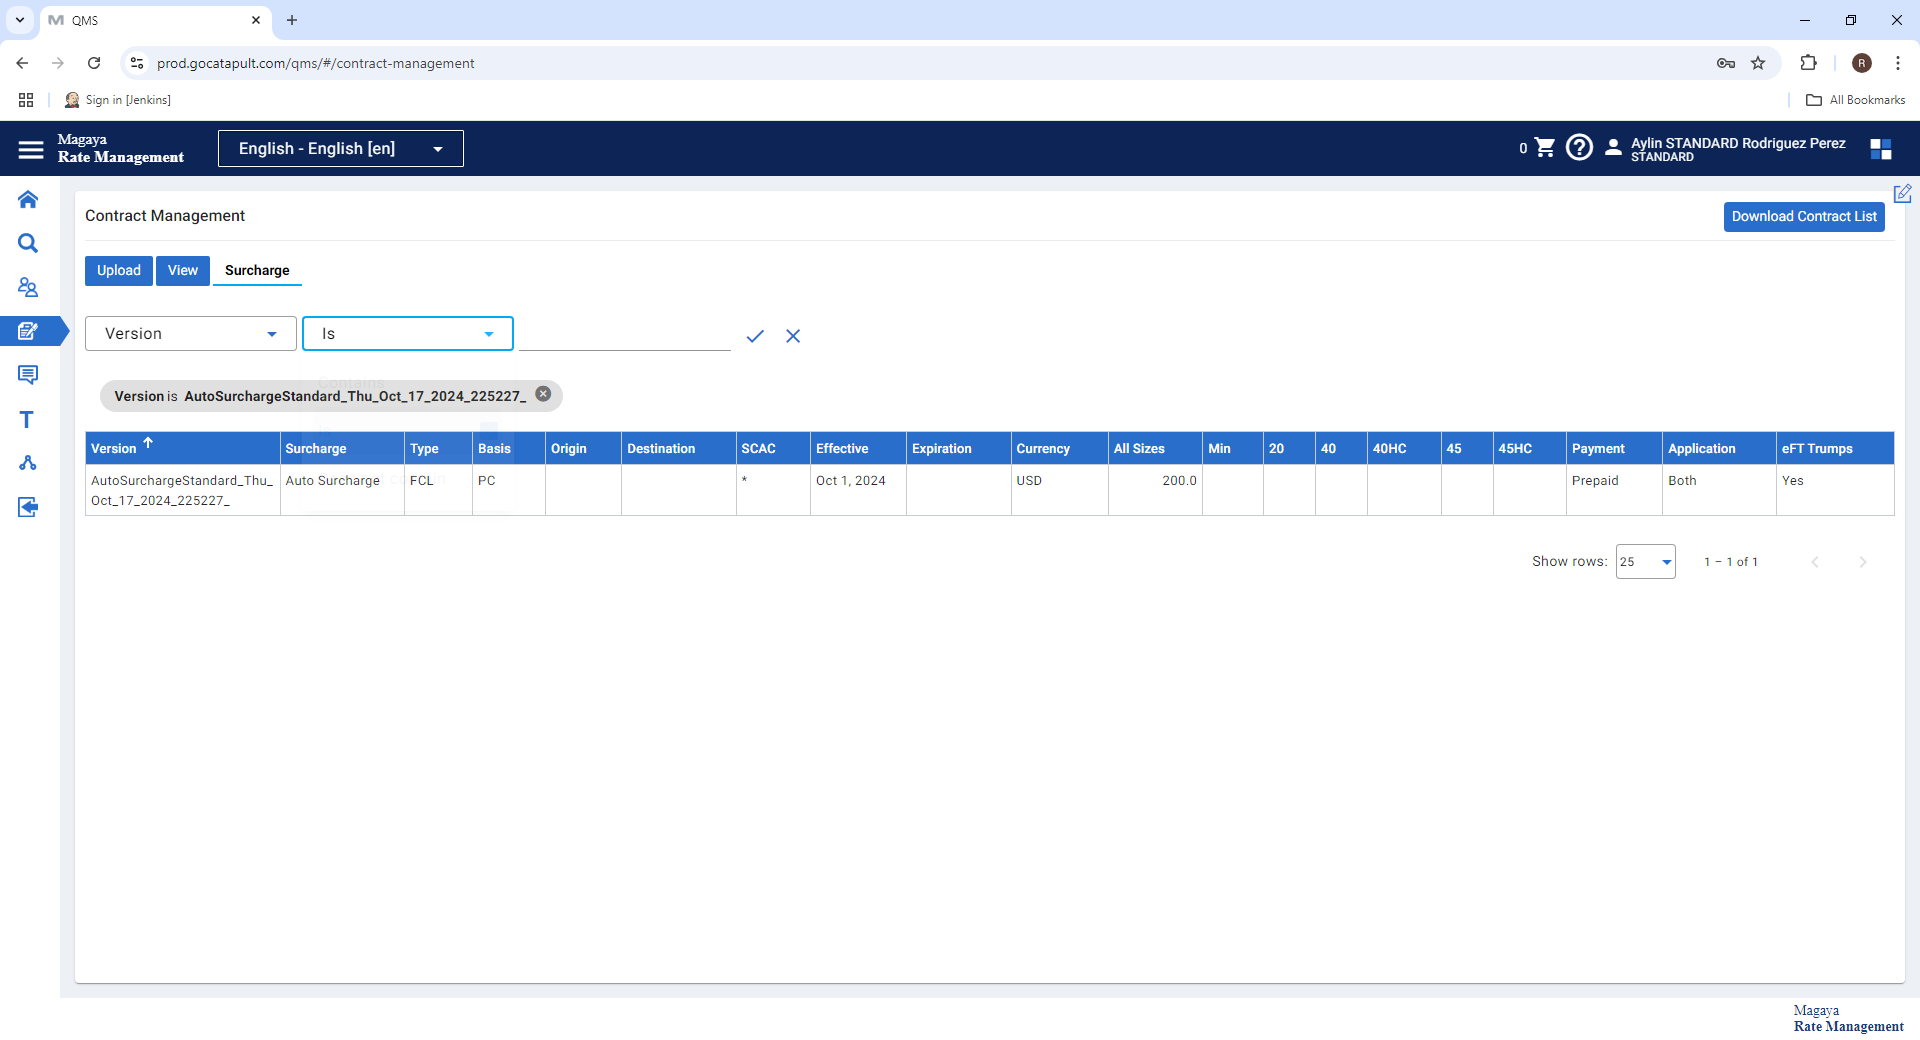 QMS
prod.gocatapult.com/qms/#/contract-management
R
Sign in [Jenkins]
All Bookmarks
Magaya
Rate Management
English - English [en]
0
Aylin STANDARD Rodriguez Perez
STANDARD
Contract Management
Download Contract List
Upload View Surcharge
Version Is
Contains
Version is AutoSurchargeStandard_Thu_Oct_17_2024_225227_
Version Surcharge Type Basis Origin Destination SCAC Effective Expiration Currency All Sizes Min 20 40 40HC 45 45HC Payment Application eFT Trumps
AutoSurchargeStandard_Thu_ Auto Surcharge FCL PC * Oct 1, 2024 USD 200.0 Prepaid Both Yes
Oct_17_2024_225227_
Show rows: 25 1 – 1 of 1
T
Magaya
Rate Management